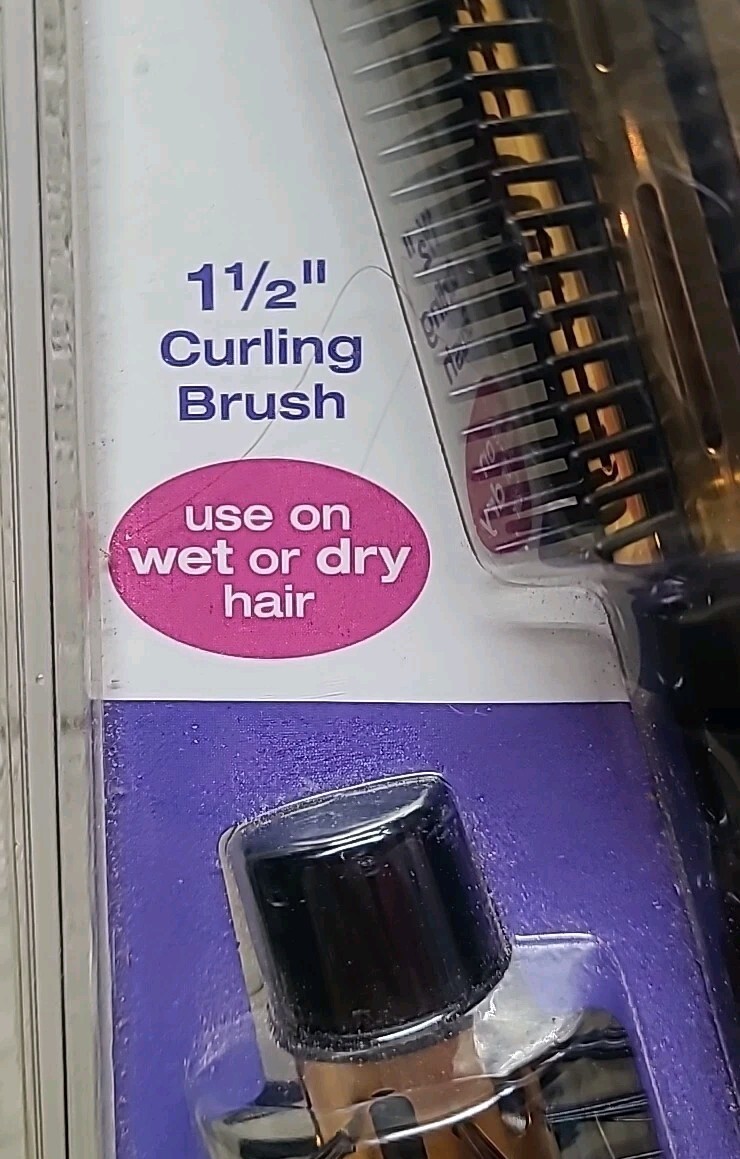 1½"
Curling
Brush
use on
wet or dry
hair